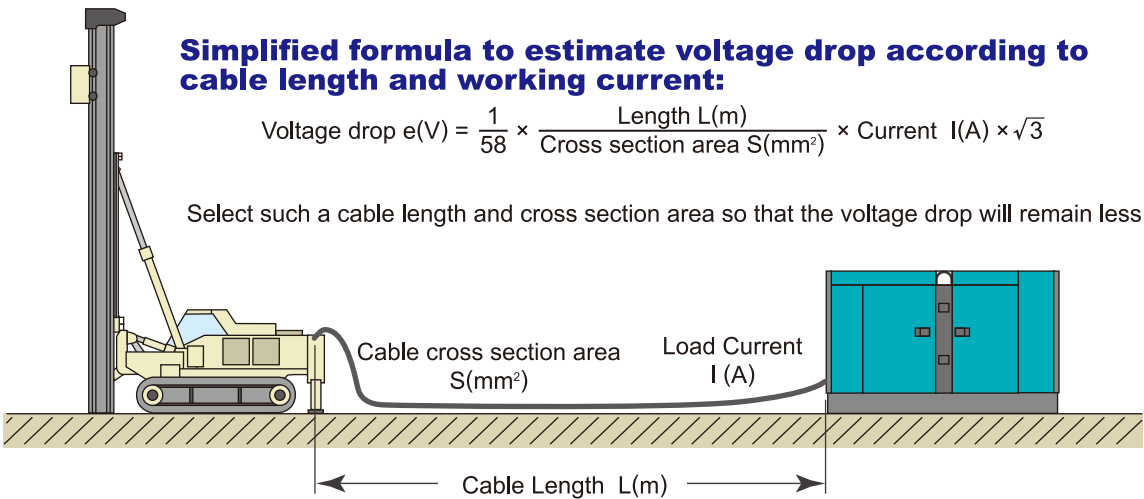 Simplified formula to estimate voltage drop according to
cable length and working current:
Voltage drop e(V) = 1/58 × Length L(m)/Cross section area S(mm²) × Current I(A) × √3
Select such a cable length and cross section area so that the voltage drop will remain less
Cable cross section area
S(mm²)
Load Current
I (A)
Cable Length L(m)